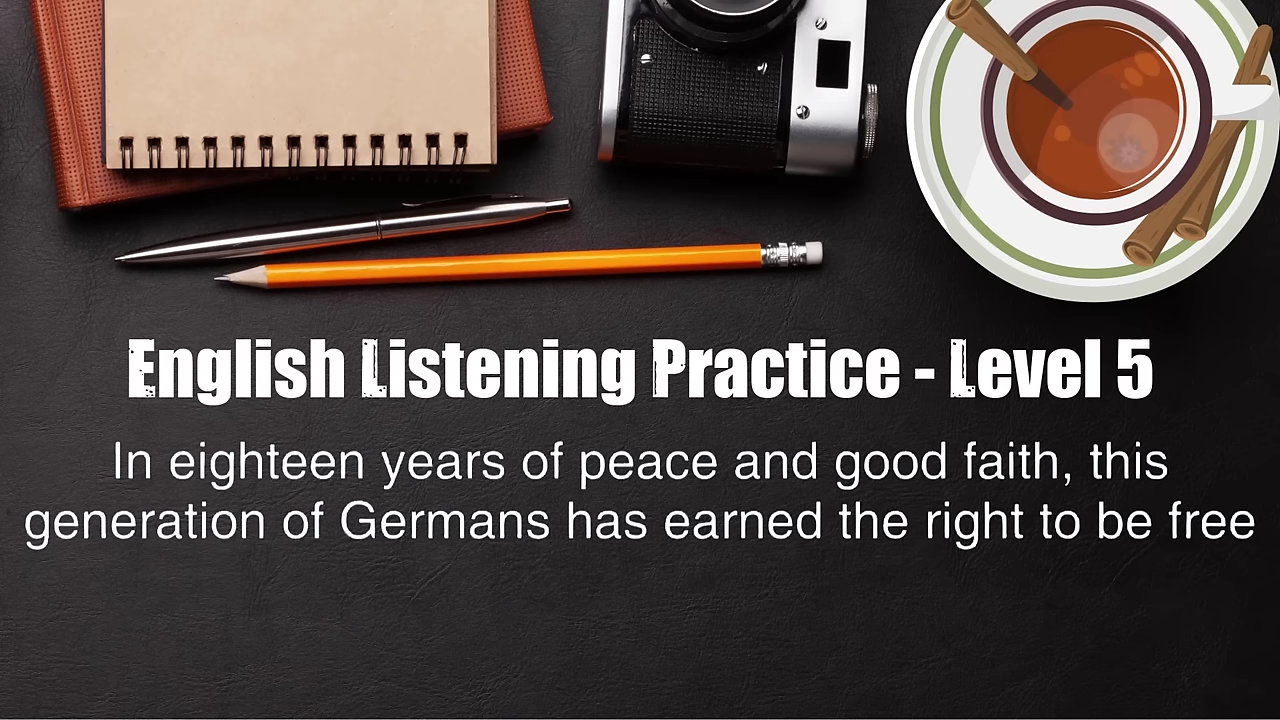 English Listening Practice - Level 5
In eighteen years of peace and good faith, this
generation of Germans has earned the right to be free